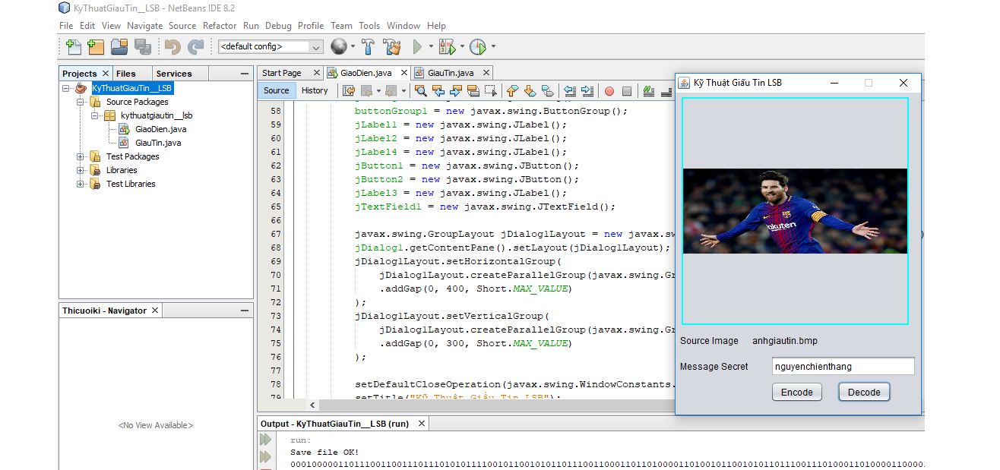 KyThuatGiauTin__LSB - NetBeans IDE 8.2
File Edit View Navigate Source Refactor Run Debug Profile Team Tools Window Help
<default config>
Projects Files Services
KyThuatGiauTin__LSB
Source Packages
kythuatgiautin__lsb
GiaoDien.java
GiauTin.java
Test Packages
Libraries
Test Libraries
Thicuoiki - Navigator
<No View Available>
Start Page GiaoDien.java GiauTin.java
Source History
58 buttonGroup1 = new javax.swing.ButtonGroup();
59 jLabel1 = new javax.swing.JLabel();
60 jLabel2 = new javax.swing.JLabel();
61 jLabel4 = new javax.swing.JLabel();
62 jButton1 = new javax.swing.JButton();
63 jButton2 = new javax.swing.JButton();
64 jLabel3 = new javax.swing.JLabel();
65 jTextField1 = new javax.swing.JTextField();
66
67 javax.swing.GroupLayout jDialog1Layout = new javax.sw
68 jDialog1.getContentPane().setLayout(jDialog1Layout);
69 jDialog1Layout.setHorizontalGroup(
70 jDialog1Layout.createParallelGroup(javax.swing.Gr
71 .addGap(0, 400, Short.MAX_VALUE)
72 );
73 jDialog1Layout.setVerticalGroup(
74 jDialog1Layout.createParallelGroup(javax.swing.Gr
75 .addGap(0, 300, Short.MAX_VALUE)
76 );
77
78 setDefaultCloseOperation(javax.swing.WindowConstants.
79 setTitle("Kỹ Thuật Giấu Tin LSB");
Kỹ Thuật Giấu Tin LSB
Rakuten
Source Image anhgiautin.bmp
Message Secret nguyenchienthang
Encode Decode
Output - KyThuatGiauTin__LSB (run)
run:
Save file OK!